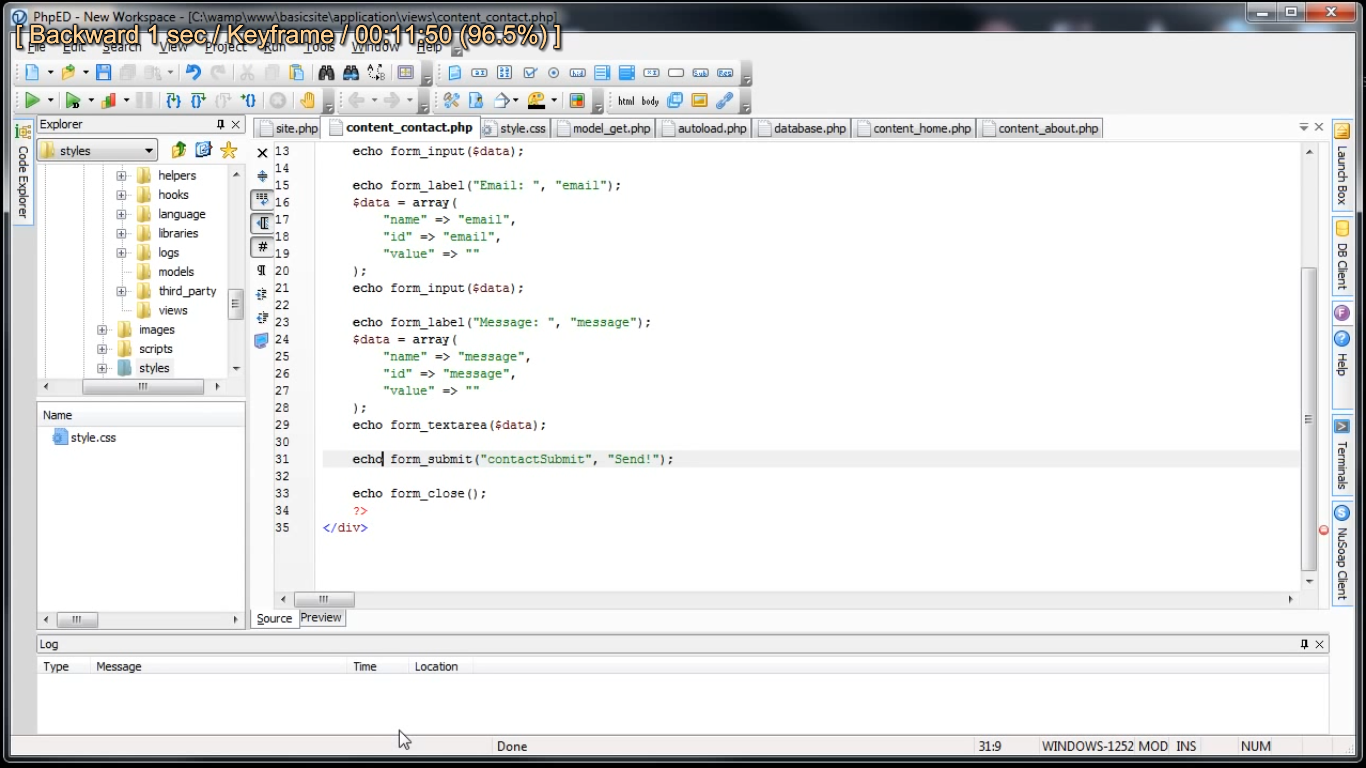 PhpED - New Workspace - [C:\wamp\www\basicsite\application\views\content_contact.php]
[ Backward 1 sec./ Keyframe / 00:11:50 (96.5%) ]
File Edit Search View Project Run Tools Window Help
html body
Explorer
styles
helpers
hooks
language
libraries
logs
models
third_party
views
images
scripts
styles
Name
style.css
Code Explorer
site.php content_contact.php style.css model_get.php autoload.php database.php content_home.php content_about.php
13 echo form_input($data);
14
15 echo form_label("Email: ", "email");
16 $data = array(
17 "name" => "email",
18 "id" => "email",
19 "value" => ""
20 );
21 echo form_input($data);
22
23 echo form_label("Message: ", "message");
24 $data = array(
25 "name" => "message",
26 "id" => "message",
27 "value" => ""
28 );
29 echo form_textarea($data);
30
31 echo form_submit("contactSubmit", "Send!");
32
33 echo form_close();
34 ?>
35 </div>
Source Preview
Launch Box
DB Client
Help
Terminals
NuSoap Client
Log
Type Message Time Location
Done 31:9 WINDOWS-1252 MOD INS NUM